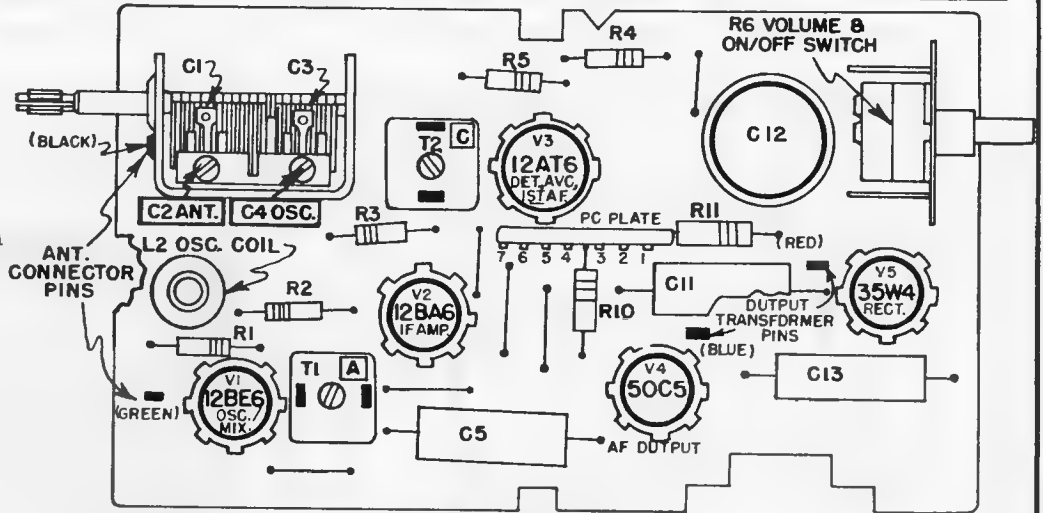 R6 VOLUME &
ON/OFF SWITCH
R4
R5
C1
C3
(BLACK)
C12
T2
C
V3
12AT6
DET, AVC,
1ST A.F.
C2 ANT.
C4 OSC.
R3
PC PLATE
R11
(RED)
7 6 5 4 3 2 1
L2 OSC. COIL
ANT.
CONNECTOR
PINS
R2
V2
12BA6
IF AMP.
R10
C11
V5
35W4
RECT.
OUTPUT
TRANSFORMER
PINS
(BLUE)
R1
T1
A
V1
12BE6
OSC./
MIX.
(GREEN)
C5
V4
50C5
AF OUTPUT
C13